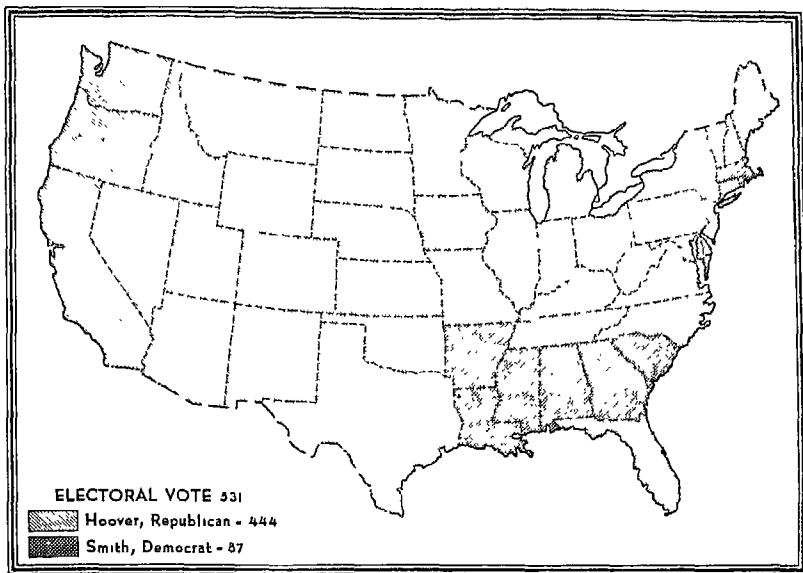 ELECTORAL VOTE 531
Hoover, Republican - 444
Smith, Democrat - 87